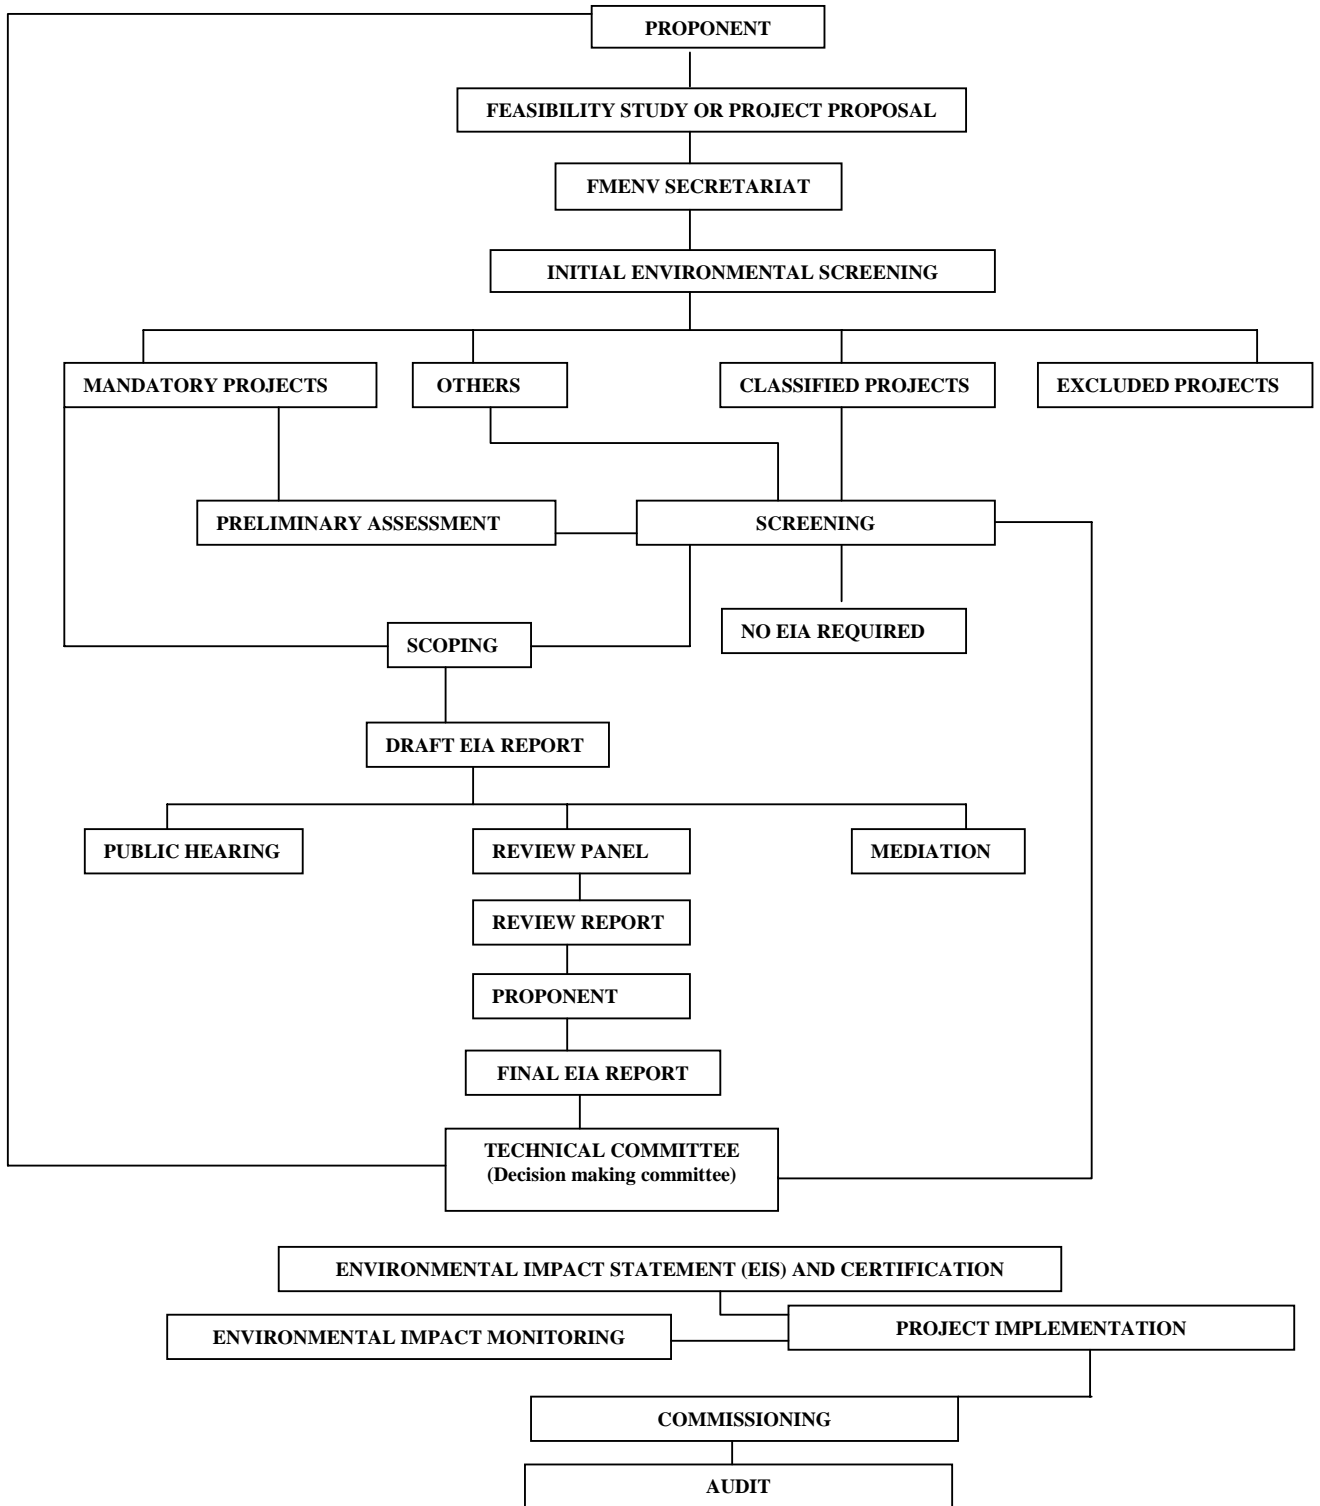 PROPONENT
FEASIBILITY STUDY OR PROJECT PROPOSAL
FMENV SECRETARIAT
INITIAL ENVIRONMENTAL SCREENING
MANDATORY PROJECTS
OTHERS
CLASSIFIED PROJECTS
EXCLUDED PROJECTS
PRELIMINARY ASSESSMENT
SCREENING
NO EIA REQUIRED
SCOPING
DRAFT EIA REPORT
PUBLIC HEARING
REVIEW PANEL
MEDIATION
REVIEW REPORT
PROPONENT
FINAL EIA REPORT
TECHNICAL COMMITTEE
(Decision making committee)
ENVIRONMENTAL IMPACT STATEMENT (EIS) AND CERTIFICATION
PROJECT IMPLEMENTATION
ENVIRONMENTAL IMPACT MONITORING
COMMISSIONING
AUDIT